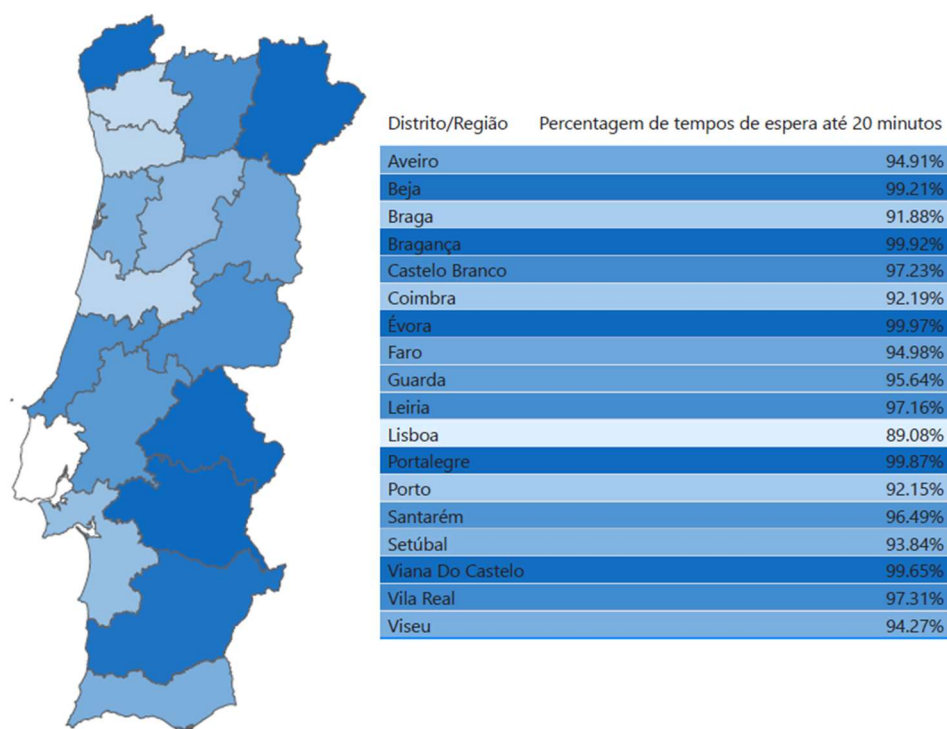 Distrito/Região Percentagem de tempos de espera até 20 minutos
Aveiro 94.91%
Beja 99.21%
Braga 91.88%
Bragança 99.92%
Castelo Branco 97.23%
Coimbra 92.19%
Évora 99.97%
Faro 94.98%
Guarda 95.64%
Leiria 97.16%
Lisboa 89.08%
Portalegre 99.87%
Porto 92.15%
Santarém 96.49%
Setúbal 93.84%
Viana Do Castelo 99.65%
Vila Real 97.31%
Viseu 94.27%